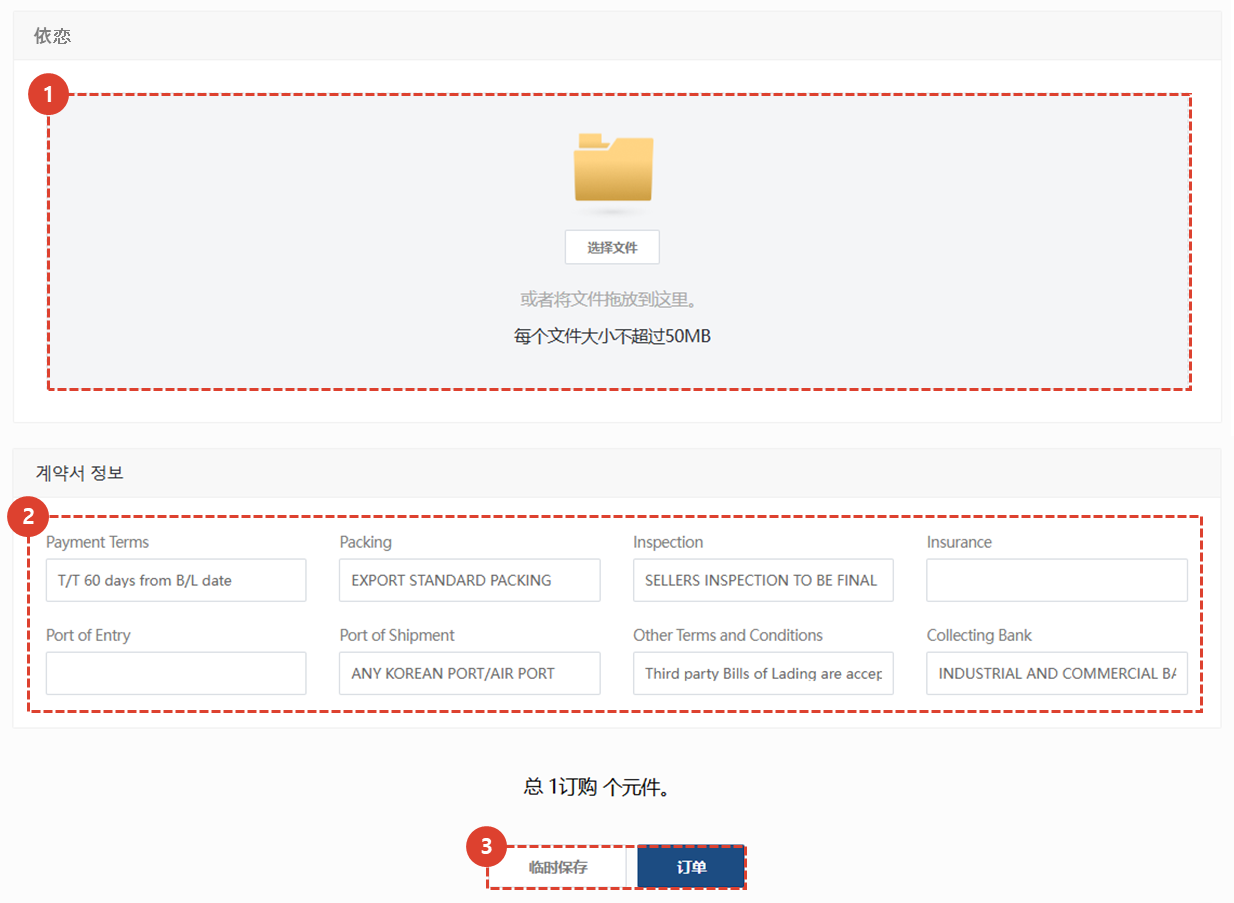 依恋
1
选择文件
或者将文件拖放到这里。
每个文件大小不超过50MB
계약서 정보
2
Payment Terms Packing Inspection Insurance
T/T 60 days from B/L date EXPORT STANDARD PACKING SELLERS INSPECTION TO BE FINAL
Port of Entry Port of Shipment Other Terms and Conditions Collecting Bank
ANY KOREAN PORT/AIR PORT Third party Bills of Lading are accep INDUSTRIAL AND COMMERCIAL BA
总 1订购 个元件。
3
临时保存 订单